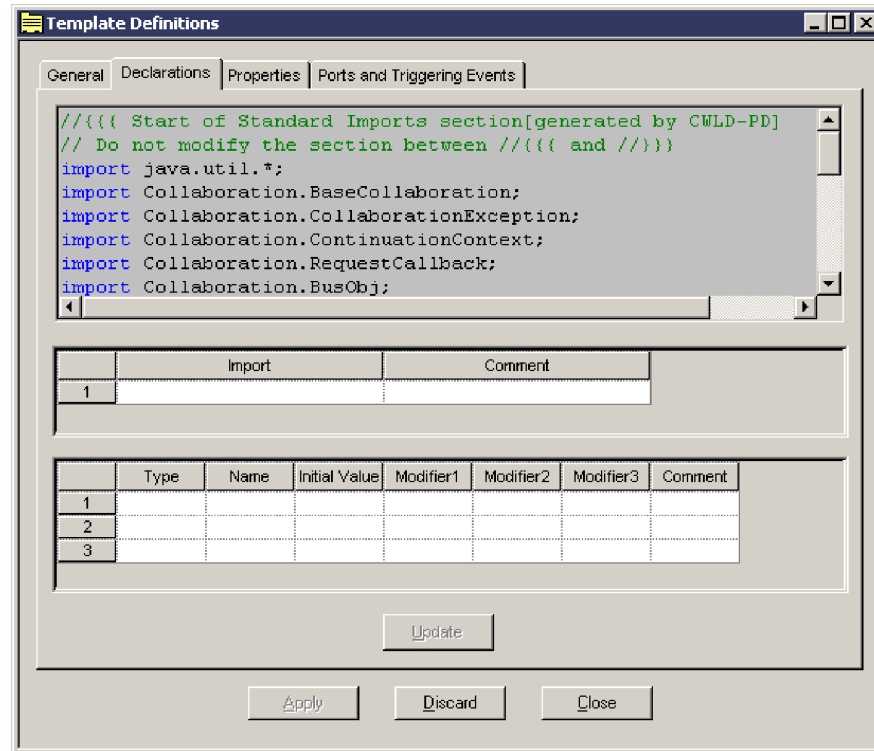 Template Definitions
General Declarations Properties Ports and Triggering Events
//{{{ Start of Standard Imports section[generated by CWLD-PD]
// Do not modify the section between //{{{ and //}}}
import java.util.*;
import Collaboration.BaseCollaboration;
import Collaboration.CollaborationException;
import Collaboration.ContinuationContext;
import Collaboration.RequestCallback;
import Collaboration.BusObj;
Import Comment
1
Type Name Initial Value Modifier1 Modifier2 Modifier3 Comment
1
2
3
Update
Apply Discard Close